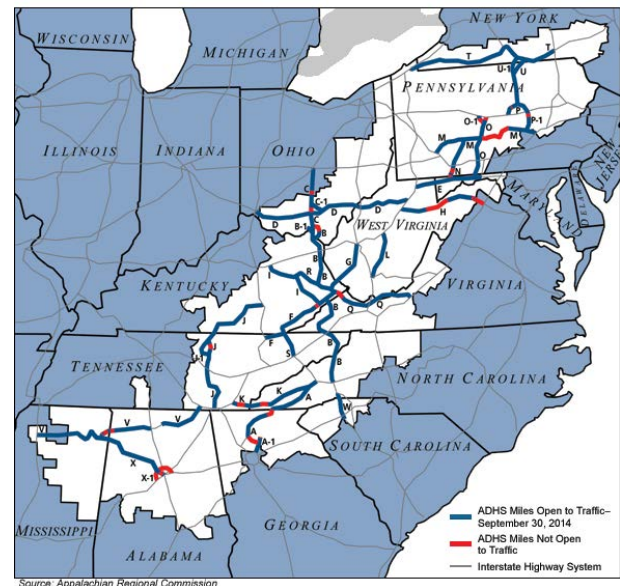 NEW YORK
WISCONSIN
MICHIGAN
T
T
U-1
U
PENNSYLVANIA
P
P-1
O-1
O
M
M
M
N
O
E
ILLINOIS
INDIANA
OHIO
NEW JERSEY
MARYLAND
DELAWARE
C
C-1
C
D
D
D
B-1
B
H
WEST VIRGINIA
B
G
L
R
B
I
I
KENTUCKY
VIRGINIA
J
F
B
Q
Q
F
S
J
J-1
B
B
TENNESSEE
NORTH CAROLINA
J
K
K
A
W
V
V
V
A
A-1
SOUTH CAROLINA
X
X-1
MISSISSIPPI
ALABAMA
GEORGIA
ADHS Miles Open to Traffic–
September 30, 2014
ADHS Miles Not Open
to Traffic
Interstate Highway System
Source: Appalachian Regional Commission